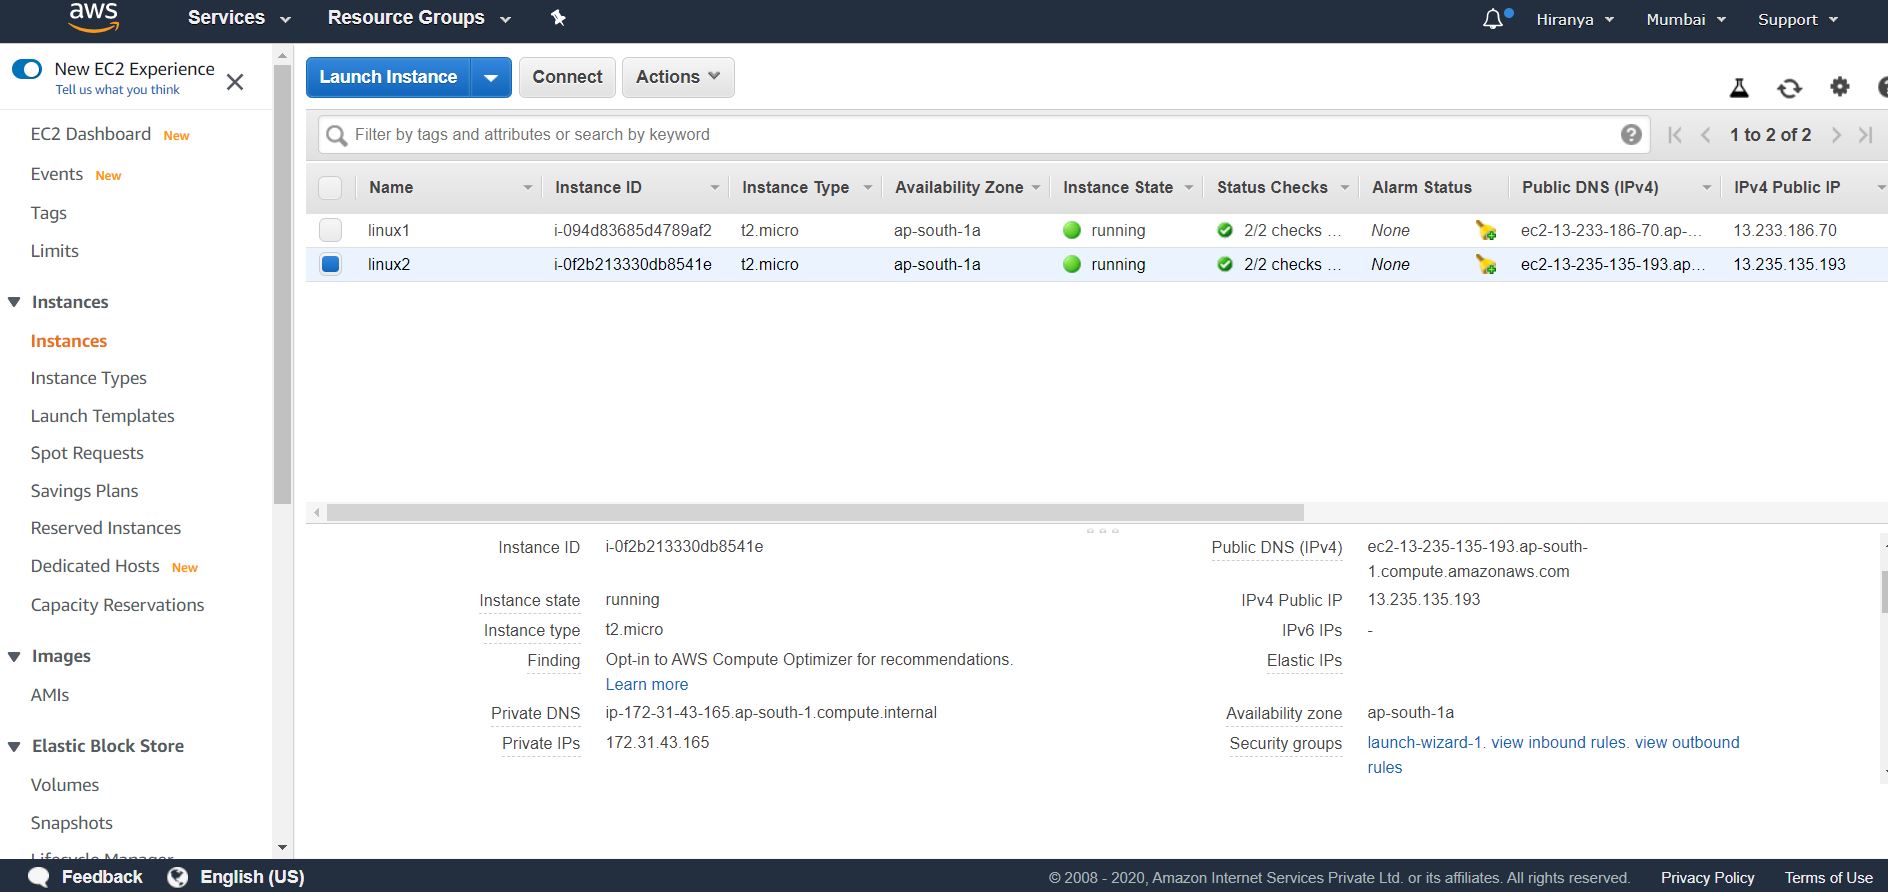 aws
Services
Resource Groups
Hiranya
Mumbai
Support
New EC2 Experience
Tell us what you think
EC2 Dashboard New
Events New
Tags
Limits
Instances
Instances
Instance Types
Launch Templates
Spot Requests
Savings Plans
Reserved Instances
Dedicated Hosts New
Capacity Reservations
Images
AMIs
Elastic Block Store
Volumes
Snapshots
Lifecycle Manager
Launch Instance
Connect
Actions
Filter by tags and attributes or search by keyword
1 to 2 of 2
Name Instance ID Instance Type Availability Zone Instance State Status Checks Alarm Status Public DNS (IPv4) IPv4 Public IP
linux1 i-094d83685d4789af2 t2.micro ap-south-1a running 2/2 checks ... None ec2-13-233-186-70.ap-... 13.233.186.70
linux2 i-0f2b213330db8541e t2.micro ap-south-1a running 2/2 checks ... None ec2-13-235-135-193.ap... 13.235.135.193
Instance ID i-0f2b213330db8541e
Instance state running
Instance type t2.micro
Finding Opt-in to AWS Compute Optimizer for recommendations.
Learn more
Private DNS ip-172-31-43-165.ap-south-1.compute.internal
Private IPs 172.31.43.165
Public DNS (IPv4) ec2-13-235-135-193.ap-south-
1.compute.amazonaws.com
IPv4 Public IP 13.235.135.193
IPv6 IPs -
Elastic IPs
Availability zone ap-south-1a
Security groups launch-wizard-1. view inbound rules. view outbound
rules
Feedback
English (US)
© 2008 - 2020, Amazon Internet Services Private Ltd. or its affiliates. All rights reserved.
Privacy Policy
Terms of Use